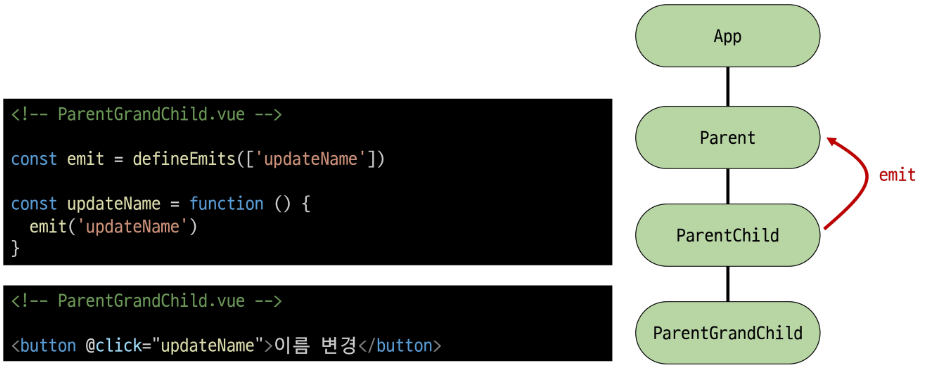 <!-- ParentGrandChild.vue -->
const emit = defineEmits(['updateName'])
const updateName = function () {
  emit('updateName')
}
<!-- ParentGrandChild.vue -->
<button @click="updateName">이름 변경</button>
App
Parent
emit
ParentChild
ParentGrandChild